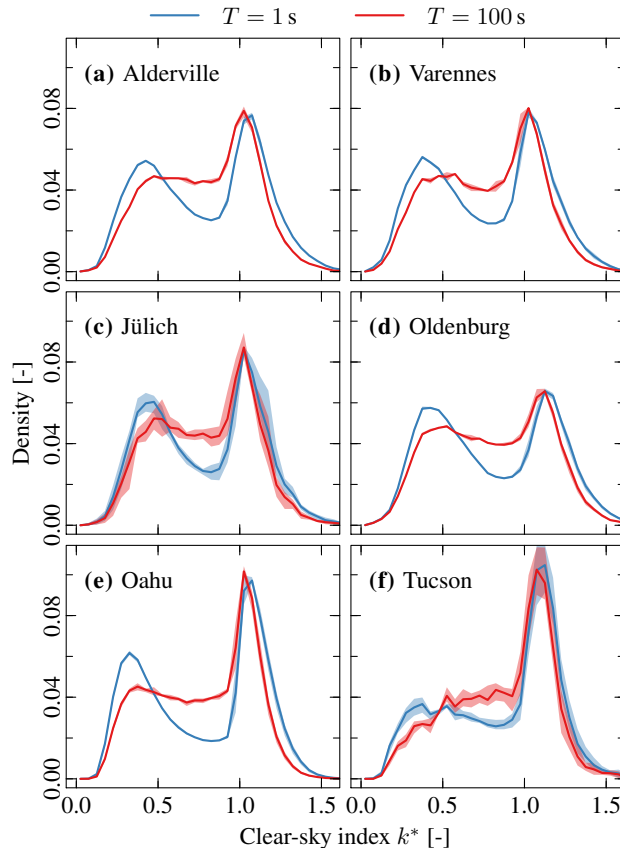 T = 1 s T = 100 s
(a) Alderville (b) Varennes
0.00 0.04 0.08
(c) Jülich (d) Oldenburg
0.00 0.04 0.08
Density [-]
(e) Oahu (f) Tucson
0.00 0.04 0.08
0.0 0.5 1.0 1.5 0.0 0.5 1.0 1.5
Clear-sky index k* [-]